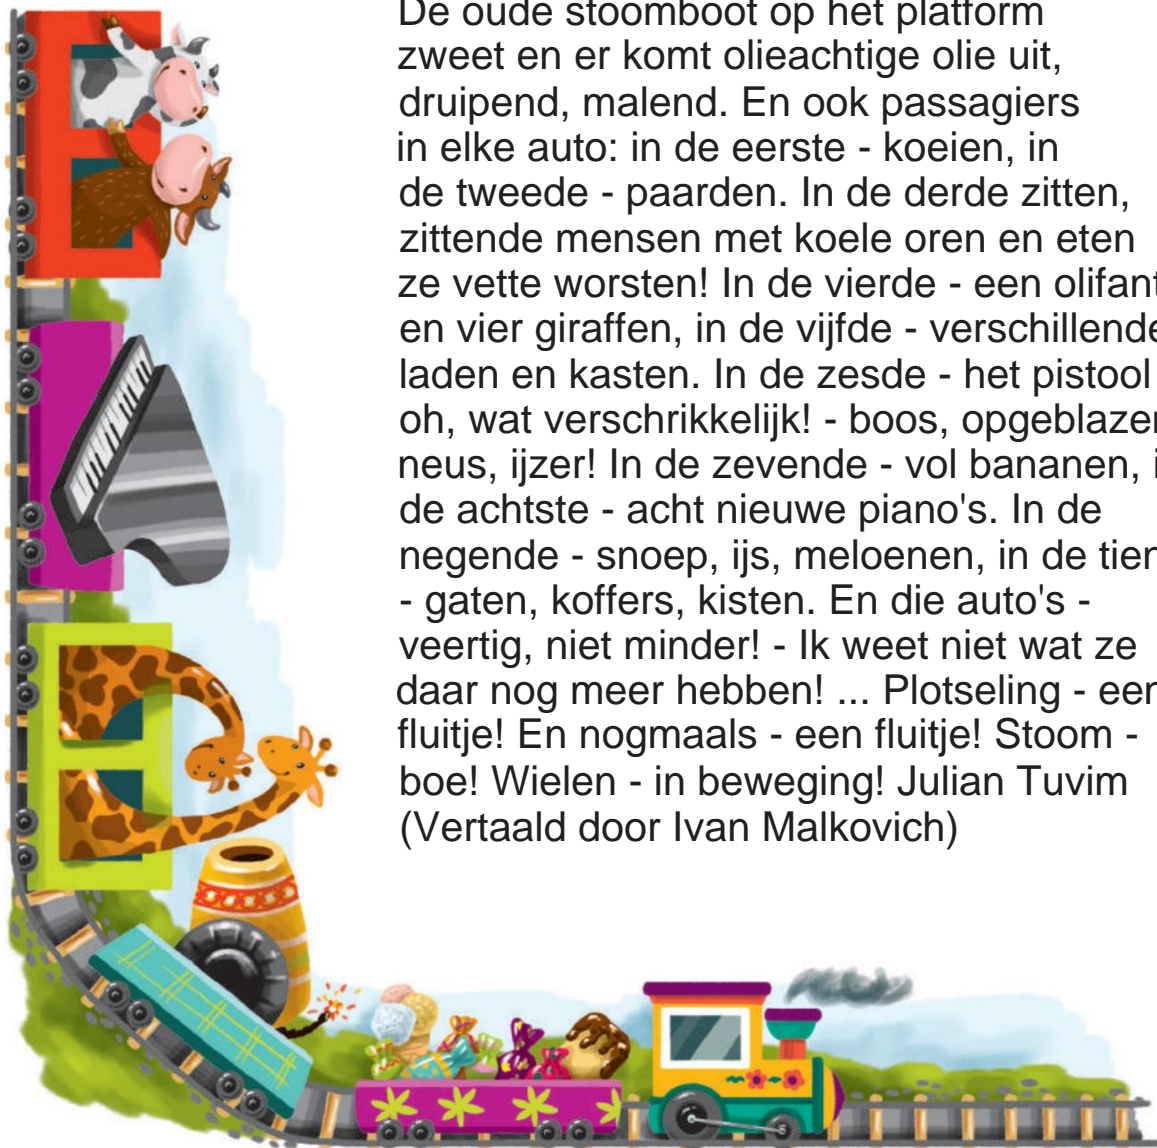 De oude stoomboot op het platform
zweet en er komt olieachtige olie uit,
druipend, malend. En ook passagiers
in elke auto: in de eerste - koeien, in
de tweede - paarden. In de derde zitten,
zittende mensen met koele oren en eten
ze vette worsten! In de vierde - een olifant
en vier giraffen, in de vijfde - verschillende
laden en kasten. In de zesde - het pistool
oh, wat verschrikkelijk! - boos, opgeblazen
neus, ijzer! In de zevende - vol bananen, i
de achtste - acht nieuwe piano's. In de
negende - snoep, ijs, meloenen, in de tien
- gaten, koffers, kisten. En die auto's -
veertig, niet minder! - Ik weet niet wat ze
daar nog meer hebben! ... Plotseling - een
fluitje! En nogmaals - een fluitje! Stoom -
boe! Wielen - in beweging! Julian Tuvim
(Vertaald door Ivan Malkovich)